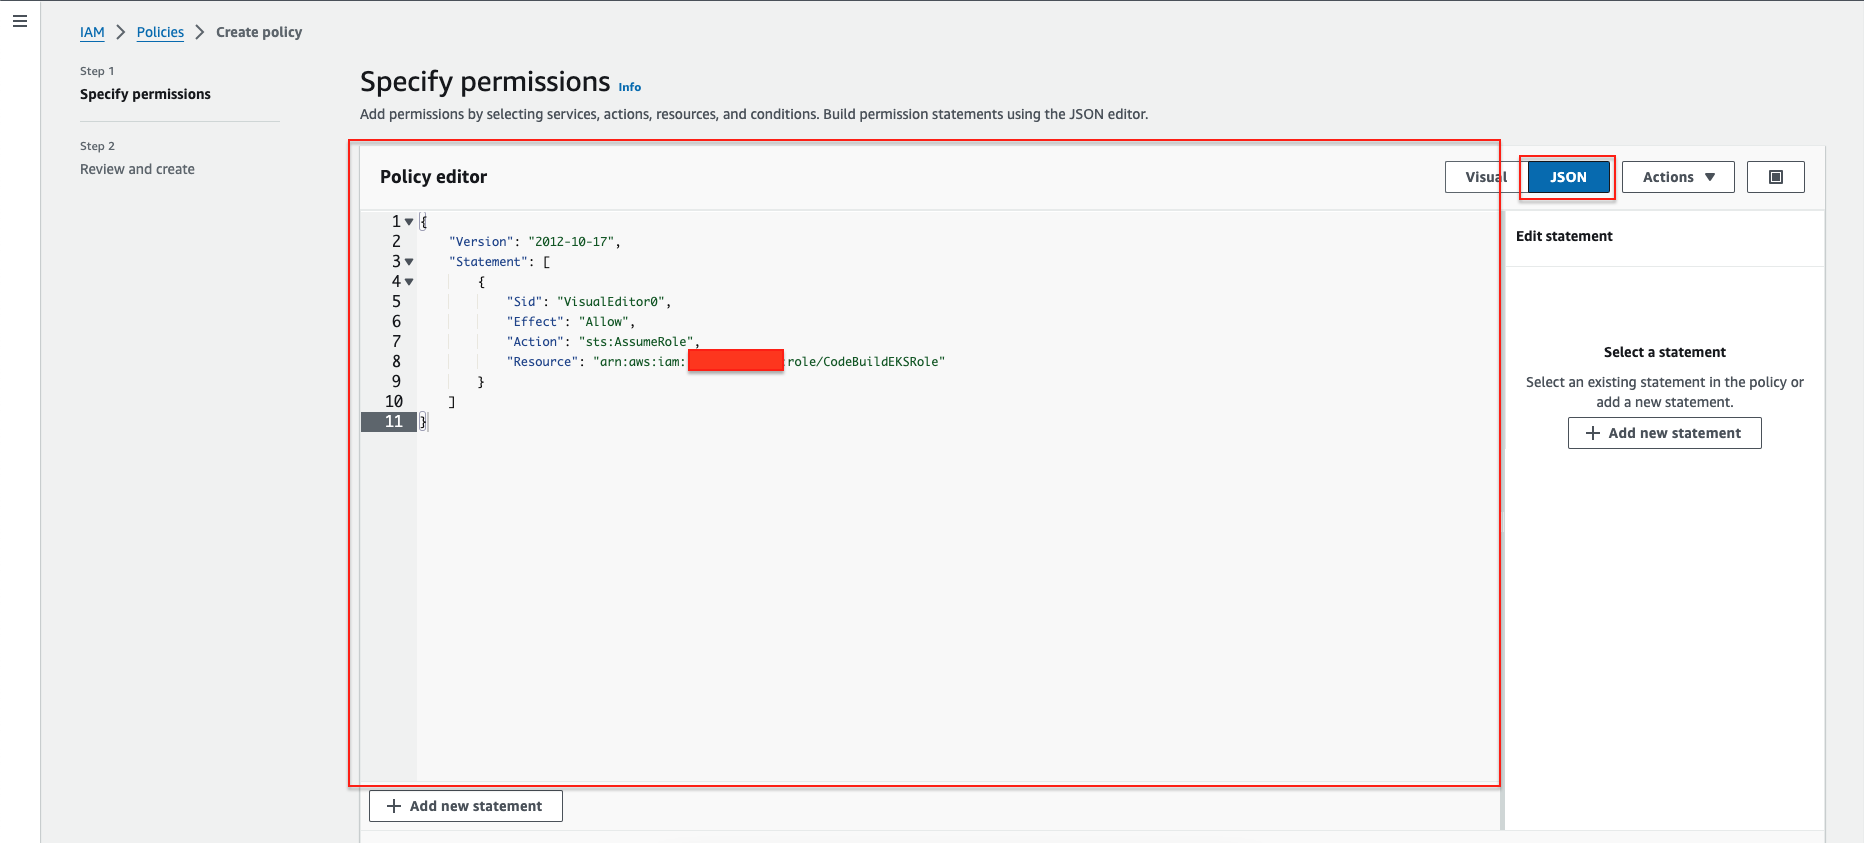 IAM > Policies > Create policy
Step 1
Specify permissions
Step 2
Review and create
Specify permissions Info
Add permissions by selecting services, actions, resources, and conditions. Build permission statements using the JSON editor.
Policy editor
Visual JSON Actions
1 {
2 "Version": "2012-10-17",
3 "Statement": [
4 {
5 "Sid": "VisualEditor0",
6 "Effect": "Allow",
7 "Action": "sts:AssumeRole",
8 "Resource": "arn:aws:iam: :role/CodeBuildEKSRole"
9 }
10 ]
11 }
+ Add new statement
Edit statement
Select a statement
Select an existing statement in the policy or
add a new statement.
+ Add new statement